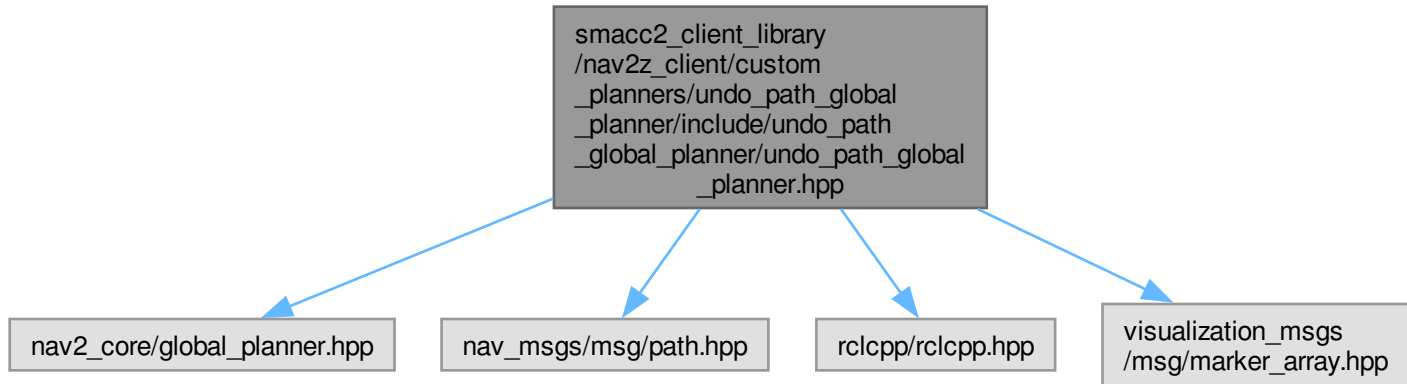 smacc2_client_library
/nav2z_client/custom
_planners/undo_path_global
_planner/include/undo_path
_global_planner/undo_path_global
_planner.hpp
nav2_core/global_planner.hpp
nav_msgs/msg/path.hpp
rclcpp/rclcpp.hpp
visualization_msgs
/msg/marker_array.hpp